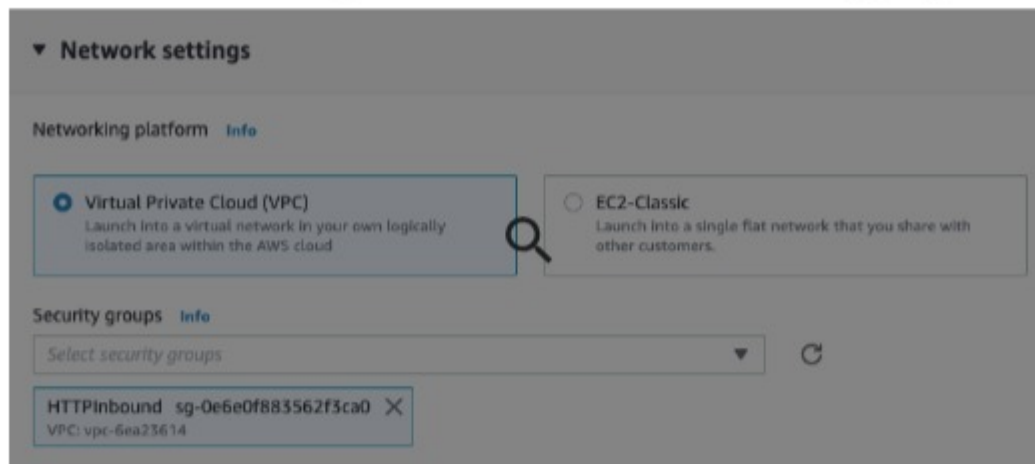 Network settings
Networking platform Info
Virtual Private Cloud (VPC)
Launch into a virtual network in your own logically
isolated area within the AWS cloud
EC2-Classic
Launch into a single flat network that you share with
other customers.
Security groups Info
Select security groups
HTTPInbound sg-0e6e0f883562f3ca0
VPC: vpc-6ea23614